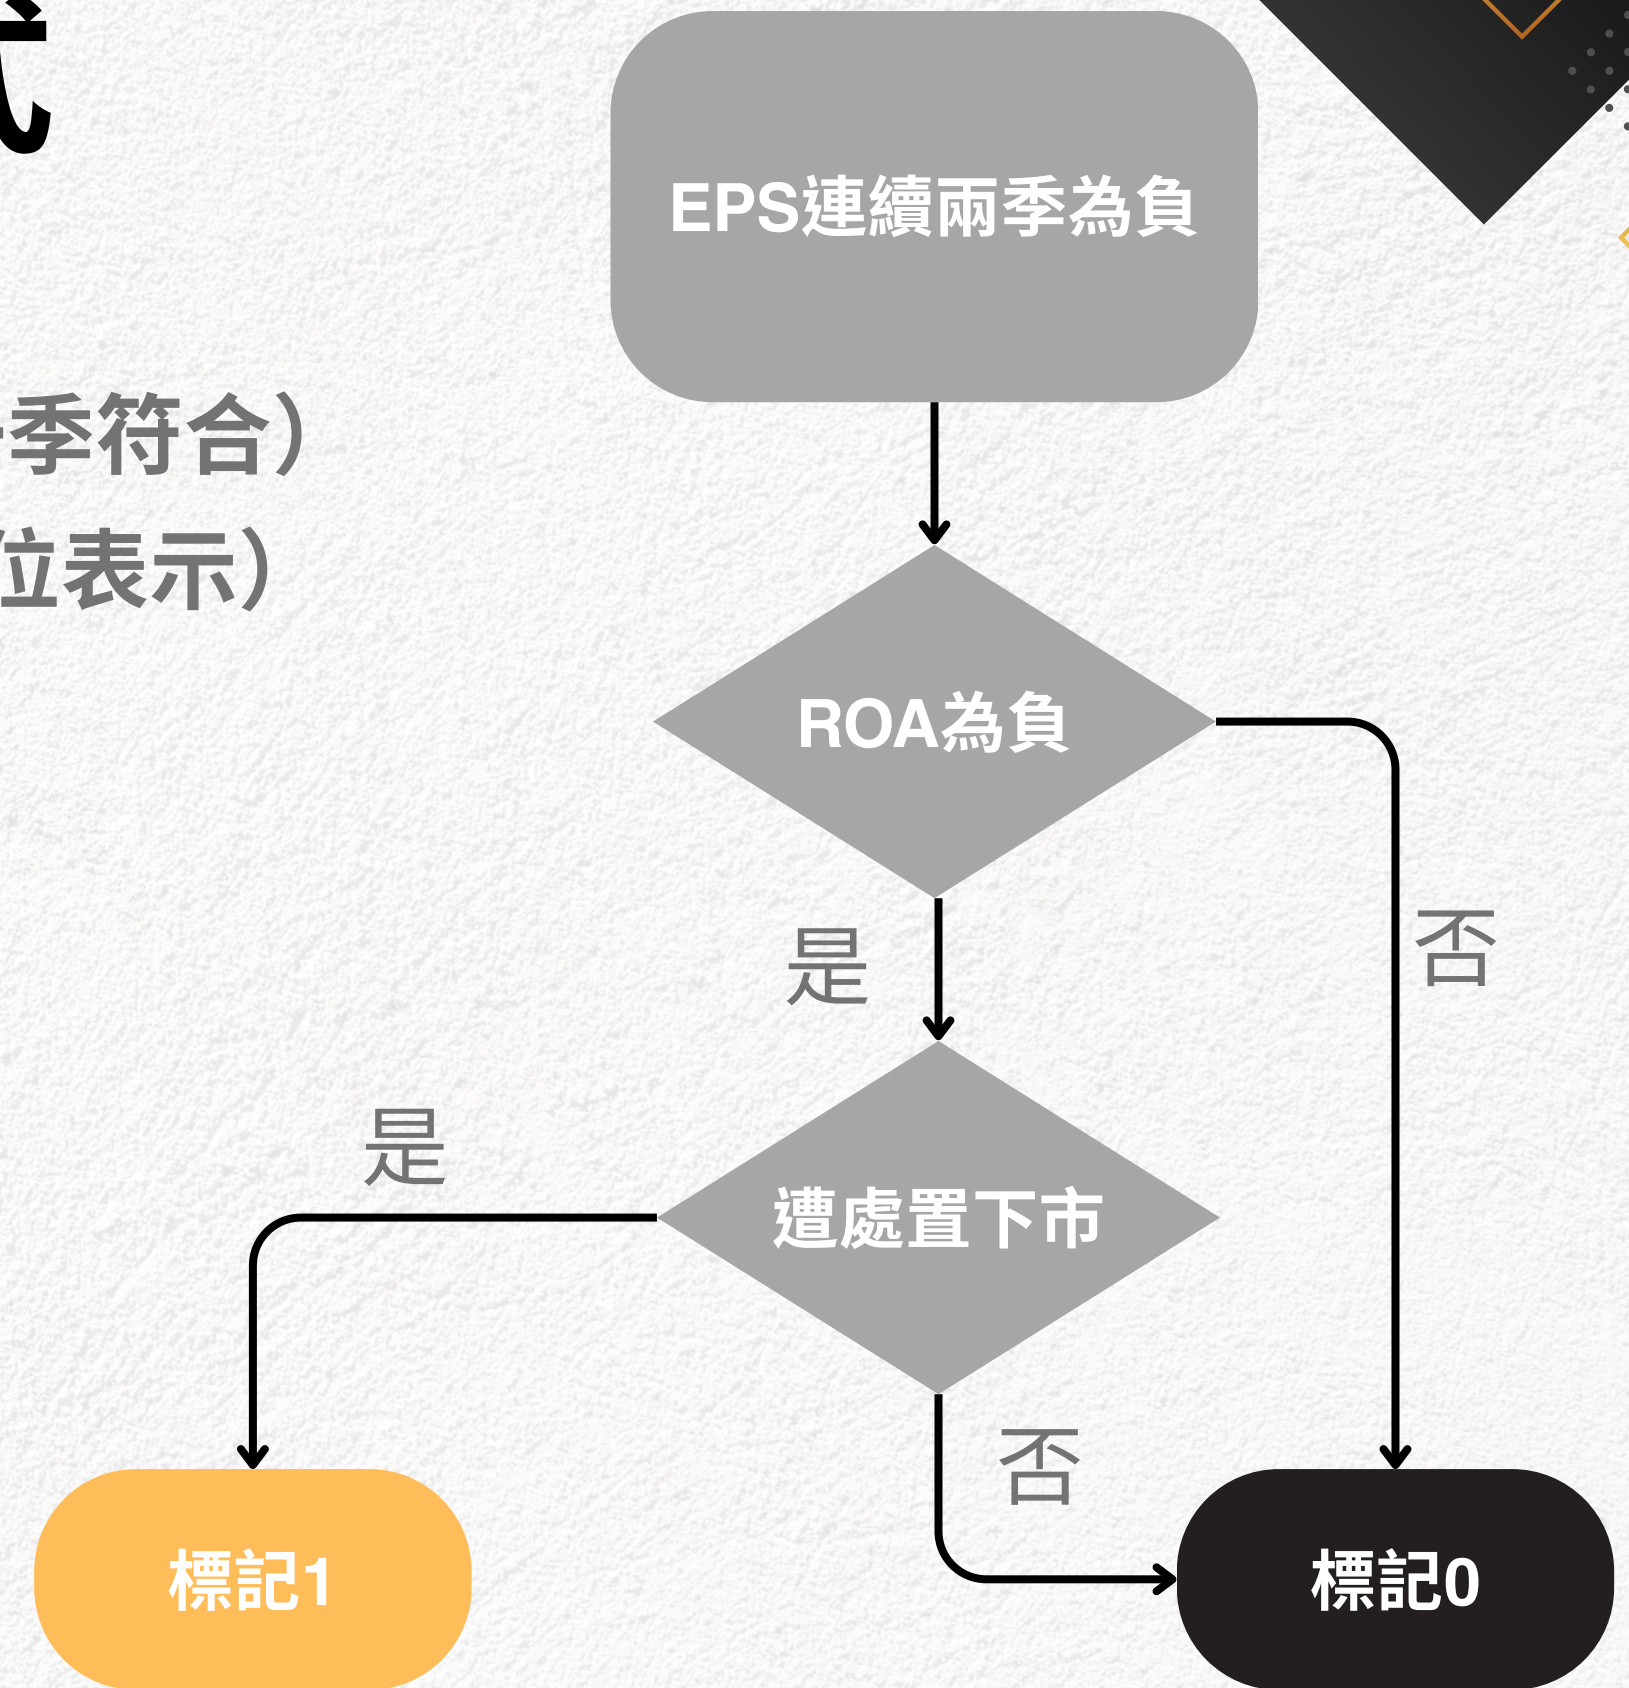 式
EPS連續兩季為負
季符合）
位表示）
ROA為負
是
否
是
遭處置下市
否
標記1
標記0